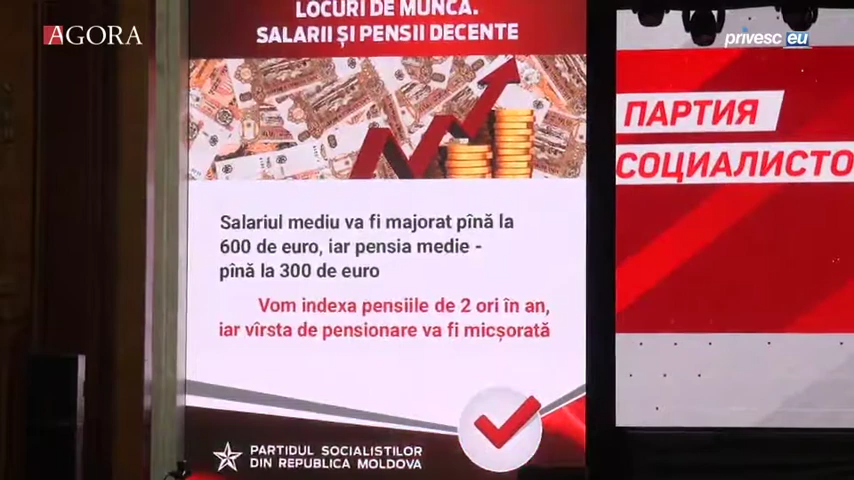 AGORA
privesc eu
LOCURI DE MUNCĂ.
SALARII ȘI PENSII DECENTE
ПАРТИЯ
СОЦИАЛИСТО
Salariul mediu va fi majorat pînă la
600 de euro, iar pensia medie -
pînă la 300 de euro
Vom indexa pensiile de 2 ori în an,
iar vîrsta de pensionare va fi micșorată
PARTIDUL SOCIALIȘTILOR
DIN REPUBLICA MOLDOVA